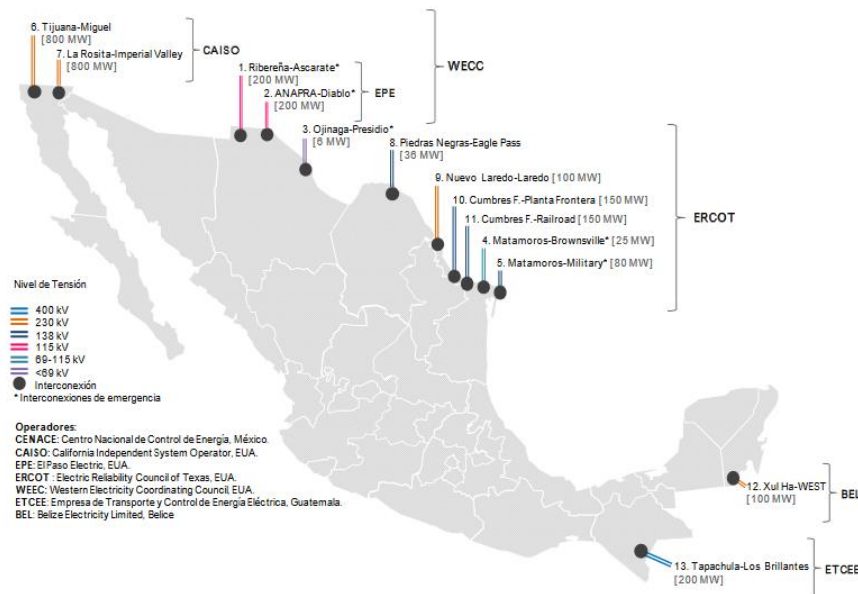 6. Tijuana-Miguel
[800 MW]
7. La Rosita-Imperial Valley
[800 MW]
CAISO
1. Ribereña-Ascarate*
[200 MW]
2. ANAPRA-Diablo*
[200 MW]
EPE
WECC
3. Ojinaga-Presidio*
[6 MW]
8. Piedras Negras-Eagle Pass
[36 MW]
9. Nuevo Laredo-Laredo [100 MW]
10. Cumbres F.-Planta Frontera [150 MW]
11. Cumbres F.-Railroad [150 MW]
4. Matamoros-Brownsville* [25 MW]
5. Matamoros-Military* [80 MW]
ERCOT
Nivel de Tensión
400 kV
230 kV
138 kV
115 kV
69-115 kV
<69 kV
Interconexión
* Interconexiones de emergencia
Operadores:
CENACE: Centro Nacional de Control de Energía, México.
CAISO: California Independent System Operator, EUA.
EPE: El Paso Electric, EUA.
ERCOT : Electric Reliability Council of Texas, EUA.
WEEC: Western Electricity Coordinating Council, EUA.
ETCEE: Empresa de Transporte y Control de Energía Eléctrica, Guatemala.
BEL: Belize Electricity Limited, Belice
12. Xul Ha-WEST
[100 MW]
BEL
13. Tapachula-Los Brillantes
[200 MW]
ETCEE